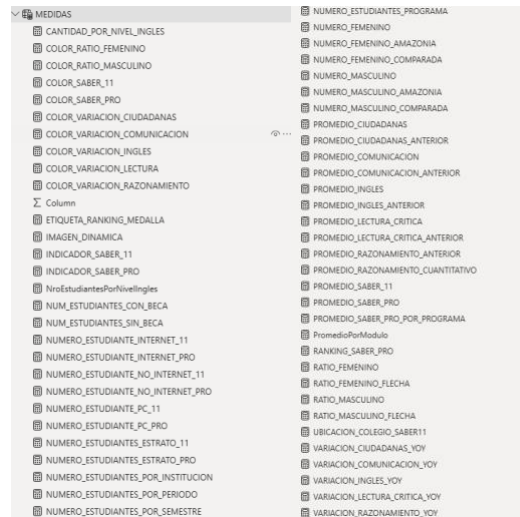 MEDIDAS
CANTIDAD_POR_NIVEL_INGLES
COLOR_RATIO_FEMENINO
COLOR_RATIO_MASCULINO
COLOR_SABER_11
COLOR_SABER_PRO
COLOR_VARIACION_CIUDADANAS
COLOR_VARIACION_COMUNICACION
COLOR_VARIACION_INGLES
COLOR_VARIACION_LECTURA
COLOR_VARIACION_RAZONAMIENTO
Column
ETIQUETA_RANKING_MEDALLA
IMAGEN_DINAMICA
INDICADOR_SABER_11
INDICADOR_SABER_PRO
NroEstudiantesPorNivelIngles
NUM_ESTUDIANTES_CON_BECA
NUM_ESTUDIANTES_SIN_BECA
NUMERO_ESTUDIANTE_INTERNET_11
NUMERO_ESTUDIANTE_INTERNET_PRO
NUMERO_ESTUDIANTE_NO_INTERNET_11
NUMERO_ESTUDIANTE_NO_INTERNET_PRO
NUMERO_ESTUDIANTE_PC_11
NUMERO_ESTUDIANTE_PC_PRO
NUMERO_ESTUDIANTES_ESTRATO_11
NUMERO_ESTUDIANTES_ESTRATO_PRO
NUMERO_ESTUDIANTES_POR_INSTITUCION
NUMERO_ESTUDIANTES_POR_PERIODO
NUMERO_ESTUDIANTES_POR_SEMESTRE
NUMERO_ESTUDIANTES_PROGRAMA
NUMERO_FEMENINO
NUMERO_FEMENINO_AMAZONIA
NUMERO_FEMENINO_COMPARADA
NUMERO_MASCULINO
NUMERO_MASCULINO_AMAZONIA
NUMERO_MASCULINO_COMPARADA
PROMEDIO_CIUDADANAS
PROMEDIO_CIUDADANAS_ANTERIOR
PROMEDIO_COMUNICACION
PROMEDIO_COMUNICACION_ANTERIOR
PROMEDIO_INGLES
PROMEDIO_INGLES_ANTERIOR
PROMEDIO_LECTURA_CRITICA
PROMEDIO_LECTURA_CRITICA_ANTERIOR
PROMEDIO_RAZONAMIENTO_ANTERIOR
PROMEDIO_RAZONAMIENTO_CUANTITATIVO
PROMEDIO_SABER_11
PROMEDIO_SABER_PRO
PROMEDIO_SABER_PRO_POR_PROGRAMA
PromedioPorModulo
RANKING_SABER_PRO
RATIO_FEMENINO
RATIO_FEMENINO_FLECHA
RATIO_MASCULINO
RATIO_MASCULINO_FLECHA
UBICACION_COLEGIO_SABER11
VARIACION_CIUDADANAS_YOY
VARIACION_COMUNICACION_YOY
VARIACION_INGLES_YOY
VARIACION_LECTURA_CRITICA_YOY
VARIACION_RAZONAMIENTO_YOY